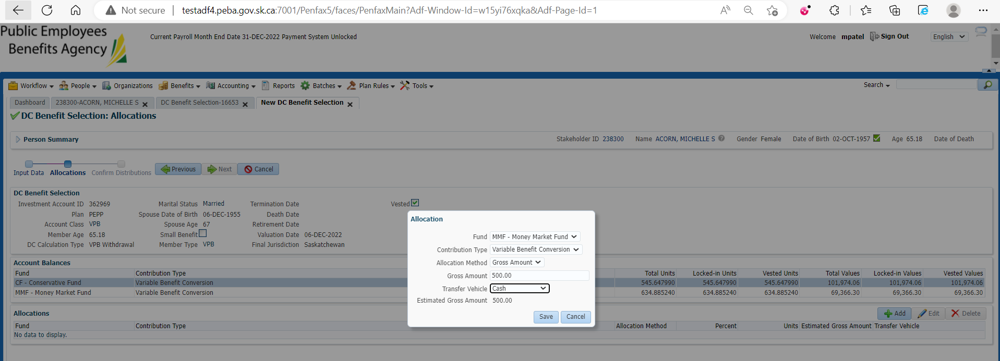 Not secure | testadf4.peba.gov.sk.ca:7001/Penfax5/faces/PenfaxMain?Adf-Window-Id=w15yi76xqka&Adf-Page-Id=1
Public Employees
Benefits Agency
Current Payroll Month End Date 31-DEC-2022 Payment System Unlocked
Welcome mpatel Sign Out English
Workflow People Organizations Benefits Accounting Reports Batches Plan Rules Tools Search
Dashboard 238300-ACORN, MICHELLE S DC Benefit Selection-16653 New DC Benefit Selection
DC Benefit Selection: Allocations
Person Summary Stakeholder ID 238300 Name ACORN, MICHELLE S Gender Female Date of Birth 02-OCT-1957 Age 65.18 Date of Death
Input Data Allocations Confirm Distributions Previous Next Cancel
DC Benefit Selection
Investment Account ID 362969 Marital Status Married Termination Date Vested
Plan PEPP Spouse Date of Birth 06-DEC-1955 Death Date
Account Class VPB Spouse Age 67 Retirement Date
Member Age 65.18 Small Benefit Valuation Date 06-DEC-2022
DC Calculation Type VPB Withdrawal Member Type VPB Final Jurisdiction Saskatchewan
Allocation
Fund MMF - Money Market Fund
Contribution Type Variable Benefit Conversion
Allocation Method Gross Amount
Gross Amount 500.00
Transfer Vehicle Cash
Estimated Gross Amount 500.00
Save Cancel
Account Balances
Fund Contribution Type Total Units Locked-in Units Vested Units Total Values Locked-in Values Vested Values
CF - Conservative Fund Variable Benefit Conversion 545.647990 545.647990 545.647990 101,974.06 101,974.06 101,974.06
MMF - Money Market Fund Variable Benefit Conversion 634.885240 634.885240 634.885240 69,366.30 69,366.30 69,366.30
Allocations Add Edit Delete
Fund Contribution Type Allocation Method Percent Units Estimated Gross Amount Transfer Vehicle
No data to display.